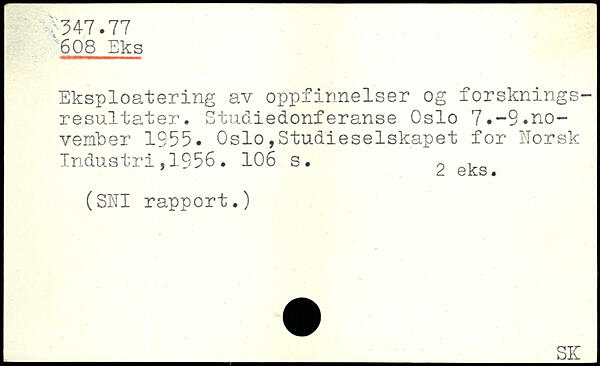 347.77
608 Eks
Eksploatering av oppfinnelser og forsknings-
resultater. Studiedonferanse Oslo 7.-9.no-
vember 1955. Oslo,Studieselskapet for Norsk
Industri,1956. 106 s.
2 eks.
(SNI rapport.)
SK